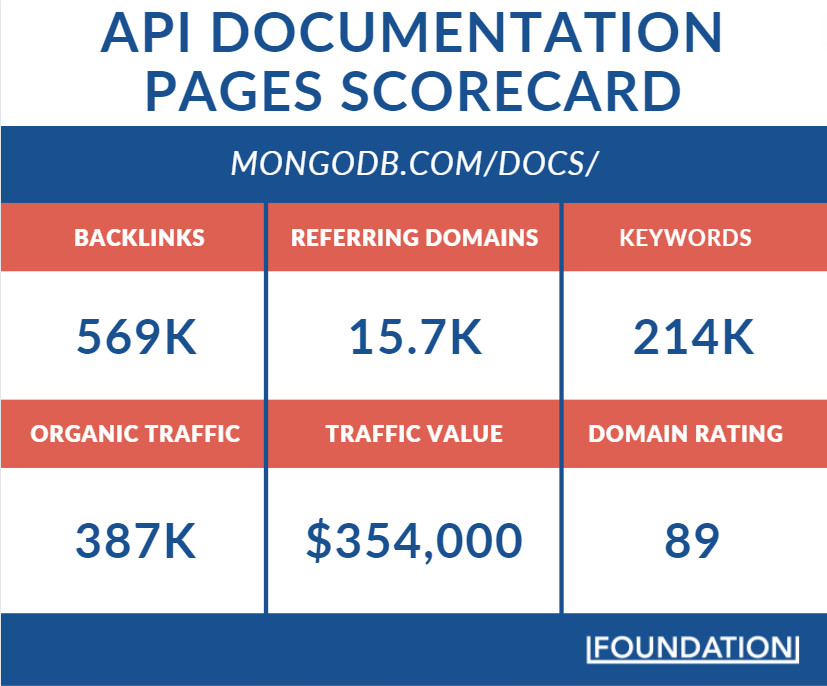 API DOCUMENTATION
PAGES SCORECARD
MONGODB.COM/DOCS/
BACKLINKS
REFERRING DOMAINS
KEYWORDS
569K
15.7K
214K
ORGANIC TRAFFIC
TRAFFIC VALUE
DOMAIN RATING
387K
$354,000
89
FOUNDATION